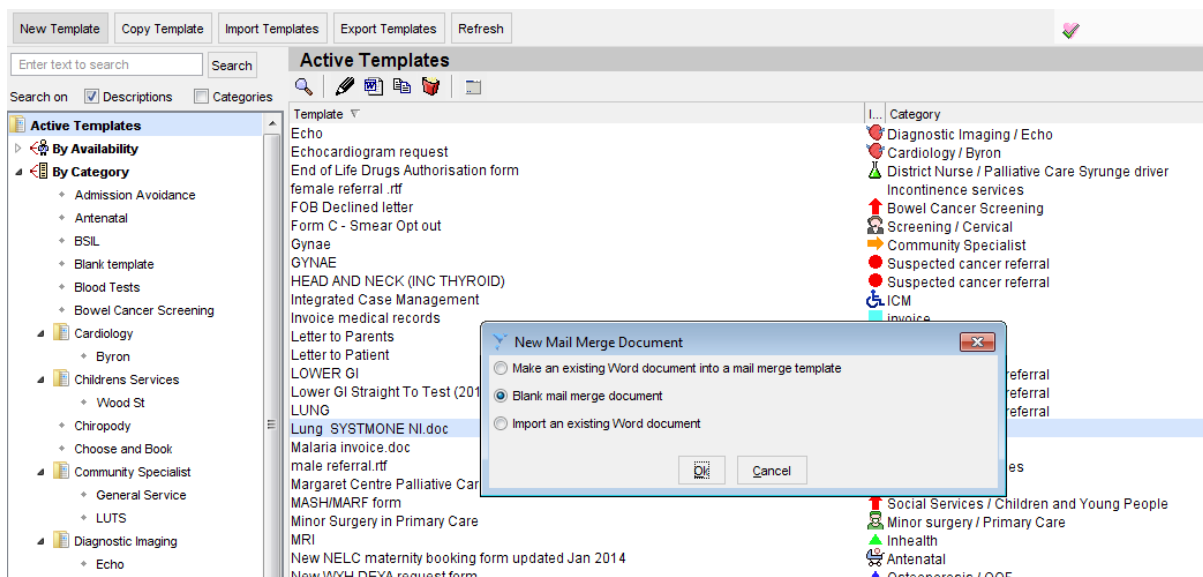 New Template Copy Template Import Templates Export Templates Refresh
Enter text to search Search
Search on Descriptions Categories
Active Templates
By Availability
By Category
Admission Avoidance
Antenatal
BSIL
Blank template
Blood Tests
Bowel Cancer Screening
Cardiology
Byron
Childrens Services
Wood St
Chiropody
Choose and Book
Community Specialist
General Service
LUTS
Diagnostic Imaging
Echo
Active Templates
Template I... Category
Echo Diagnostic Imaging / Echo
Echocardiogram request Cardiology / Byron
End of Life Drugs Authorisation form District Nurse / Palliative Care Syrunge driver
female referral .rtf Incontinence services
FOB Declined letter Bowel Cancer Screening
Form C - Smear Opt out Screening / Cervical
Gynae Community Specialist
GYNAE Suspected cancer referral
HEAD AND NECK (INC THYROID) Suspected cancer referral
Integrated Case Management ICM
Invoice medical records invoice
Letter to Parents
Letter to Patient
LOWER GI referral
Lower GI Straight To Test (201 referral
LUNG referral
Lung SYSTMONE NI.doc
Malaria invoice.doc
male referral.rtf es
Margaret Centre Palliative Car
MASH/MARF form Social Services / Children and Young People
Minor Surgery in Primary Care Minor surgery / Primary Care
MRI Inhealth
New NELC maternity booking form updated Jan 2014 Antenatal
New WXH DEXA request form Osteoporosis / QOF
New Mail Merge Document
Make an existing Word document into a mail merge template
Blank mail merge document
Import an existing Word document
Ok Cancel